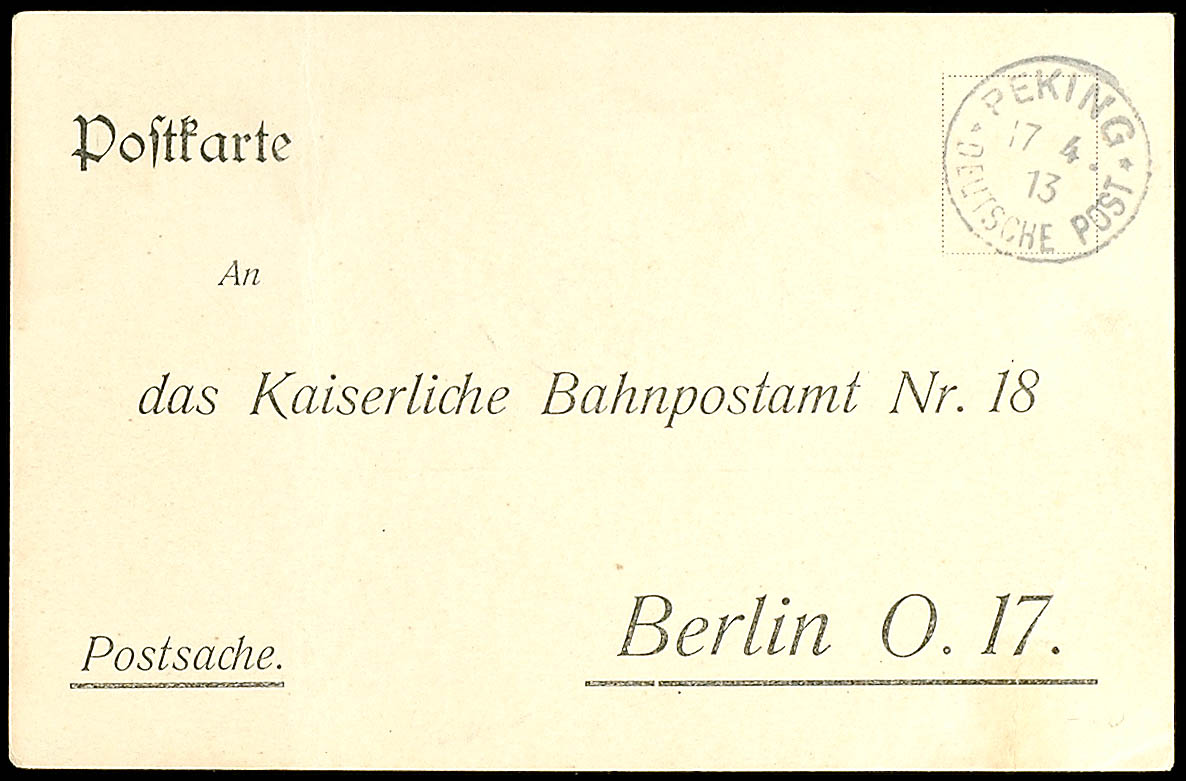 Poſtkarte
* PEKING *
17 4.
13
DEUTSCHE POST
An
das Kaiserliche Bahnpostamt Nr. 18
Berlin O. 17.
Postsache.